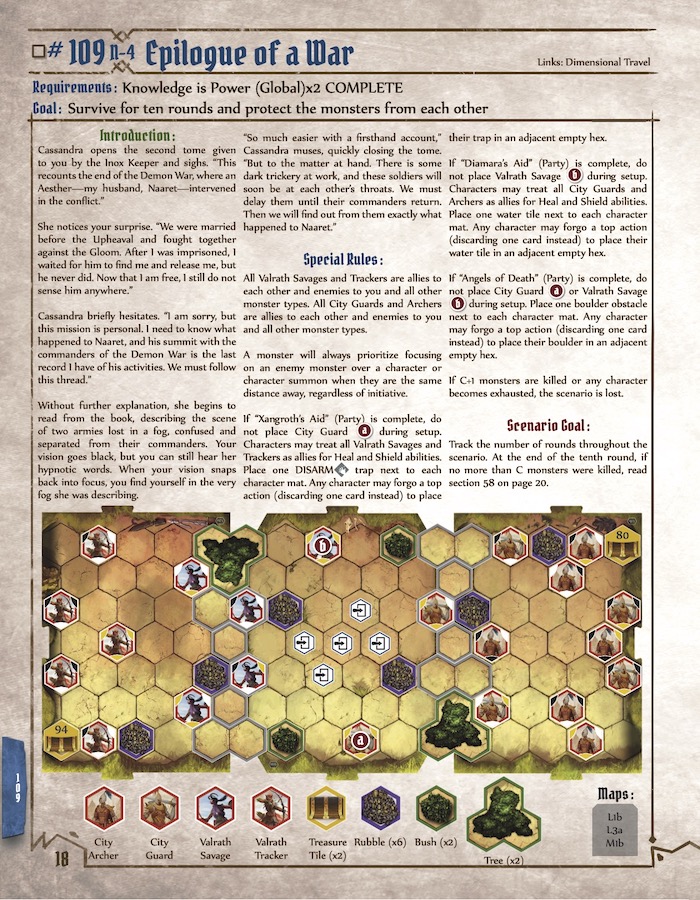 # 109 N-4 Epilogue of a War
Links: Dimensional Travel
Requirements: Knowledge is Power (Global)x2 COMPLETE
Goal: Survive for ten rounds and protect the monsters from each other
Introduction:
Cassandra opens the second tome given
to you by the Inox Keeper and sighs. "This
recounts the end of the Demon War, where an
Aesther—my husband, Naaret—intervened
in the conflict."
She notices your surprise. "We were married
before the Upheaval and fought together
against the Gloom. After I was imprisoned, I
waited for him to find me and release me, but
he never did. Now that I am free, I still do not
sense him anywhere."
Cassandra briefly hesitates. "I am sorry, but
this mission is personal. I need to know what
happened to Naaret, and his summit with the
commanders of the Demon War is the last
record I have of his activities. We must follow
this thread."
Without further explanation, she begins to
read from the book, describing the scene
of two armies lost in a fog, confused and
separated from their commanders. Your
vision goes black, but you can still hear her
hypnotic words. When your vision snaps
back into focus, you find yourself in the very
fog she was describing.
"So much easier with a firsthand account,"
Cassandra muses, quickly closing the tome.
"But to the matter at hand. There is some
dark trickery at work, and these soldiers will
soon be at each other's throats. We must
delay them until their commanders return.
Then we will find out from them exactly what
happened to Naaret."
Special Rules:
All Valrath Savages and Trackers are allies to
each other and enemies to you and all other
monster types. All City Guards and Archers
are allies to each other and enemies to you
and all other monster types.
A monster will always prioritize focusing
on an enemy monster over a character or
character summon when they are the same
distance away, regardless of initiative.
If "Xangroth's Aid" (Party) is complete, do
not place City Guard a during setup.
Characters may treat all Valrath Savages and
Trackers as allies for Heal and Shield abilities.
Place one DISARM trap next to each
character mat. Any character may forgo a top
action (discarding one card instead) to place
their trap in an adjacent empty hex.
If "Diamara's Aid" (Party) is complete, do
not place Valrath Savage b during setup.
Characters may treat all City Guards and
Archers as allies for Heal and Shield abilities.
Place one water tile next to each character
mat. Any character may forgo a top action
(discarding one card instead) to place their
water tile in an adjacent empty hex.
If "Angels of Death" (Party) is complete, do
not place City Guard a or Valrath Savage
b during setup. Place one boulder obstacle
next to each character mat. Any character
may forgo a top action (discarding one card
instead) to place their boulder in an adjacent
empty hex.
If C+1 monsters are killed or any character
becomes exhausted, the scenario is lost.
Scenario Goal:
Track the number of rounds throughout the
scenario. At the end of the tenth round, if
no more than C monsters were killed, read
section 58 on page 20.
b
80
94
a
109
City
Archer
City
Guard
Valrath
Savage
Valrath
Tracker
Treasure
Tile (x2)
Rubble (x6)
Bush (x2)
Tree (x2)
Maps:
L1b
L3a
M1b
18